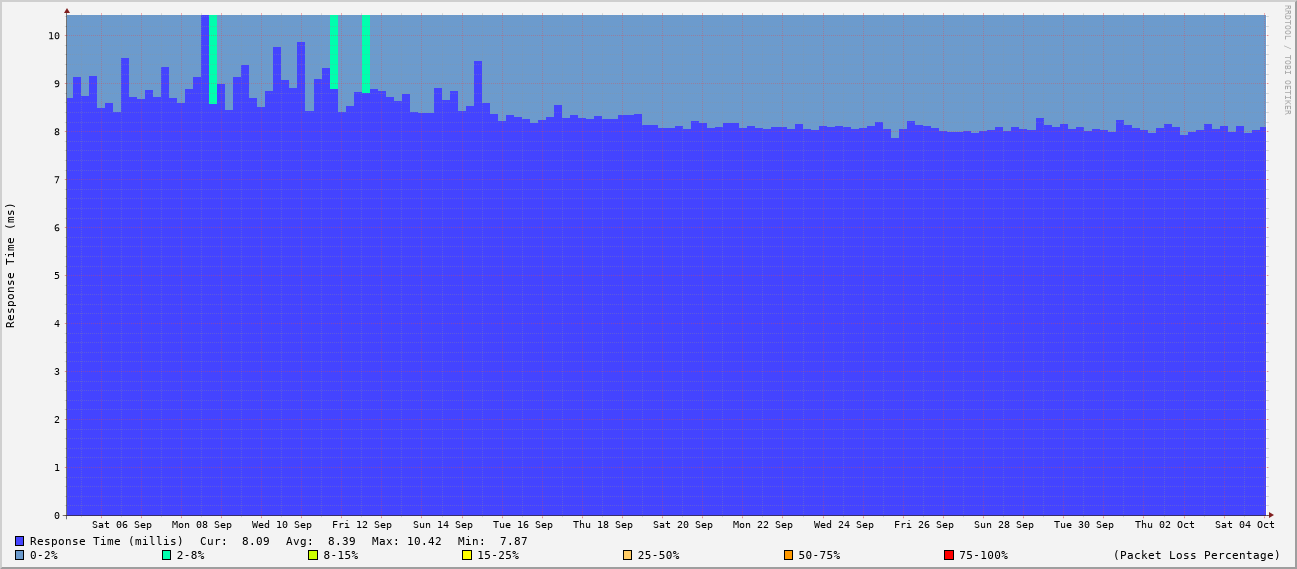 RRDTOOL / TOBI OETIKER
Response Time (ms)
10
9
8
7
6
5
4
3
2
1
0
Sat 06 Sep Mon 08 Sep Wed 10 Sep Fri 12 Sep Sun 14 Sep Tue 16 Sep Thu 18 Sep Sat 20 Sep Mon 22 Sep Wed 24 Sep Fri 26 Sep Sun 28 Sep Tue 30 Sep Thu 02 Oct Sat 04 Oct
Response Time (millis) Cur: 8.09 Avg: 8.39 Max: 10.42 Min: 7.87
0-2% 2-8% 8-15% 15-25% 25-50% 50-75% 75-100% (Packet Loss Percentage)